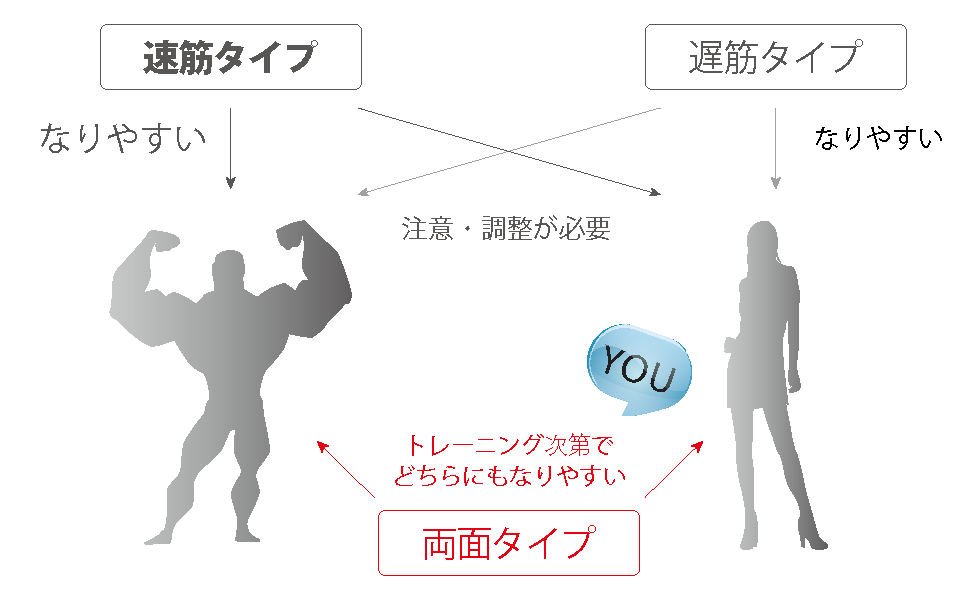 速筋タイプ
遅筋タイプ
なりやすい
なりやすい
注意・調整が必要
YOU
トレーニング次第で
どちらにもなりやすい
両面タイプ